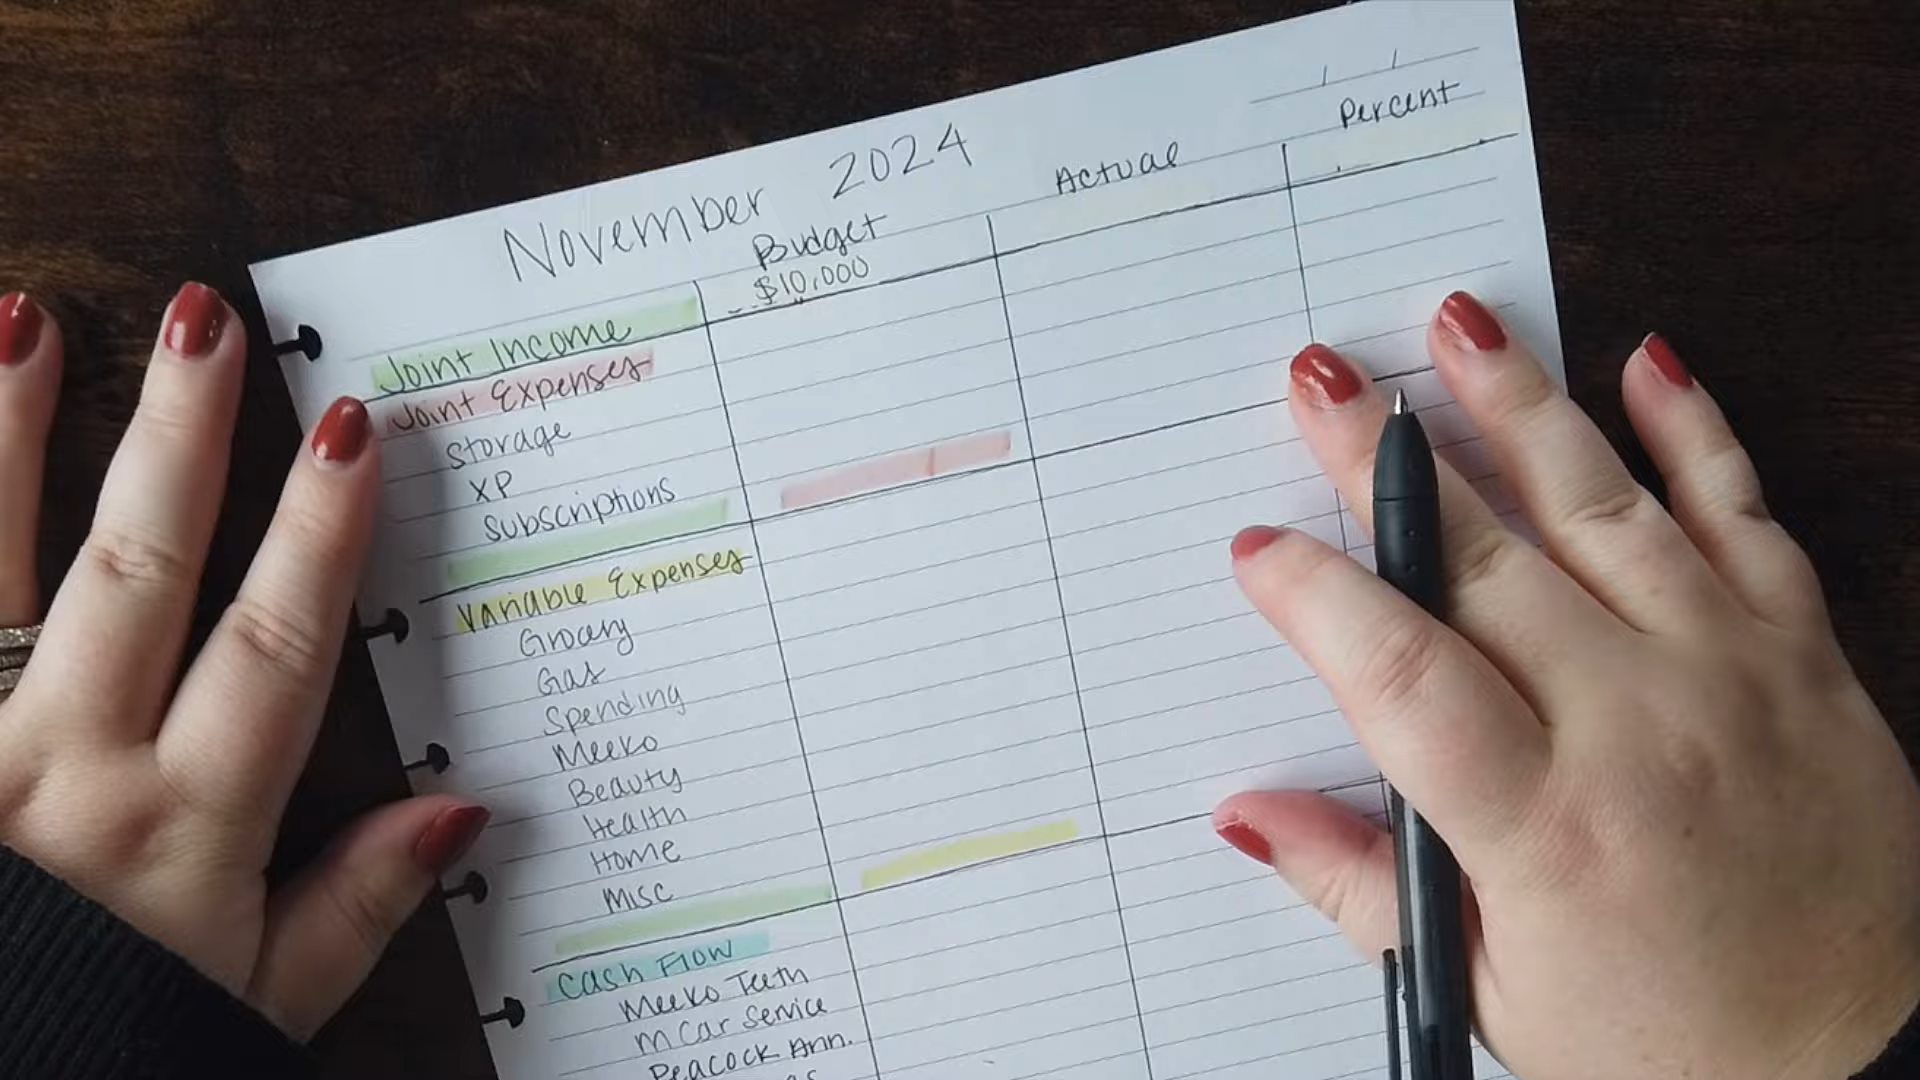 November 2024
Budget Actual Percent
Joint Income $10,000
Joint Expenses
Storage
XP
Subscriptions
Variable Expenses
Grocery
Gas
Spending
Meeko
Beauty
Health
Home
Misc
Cash Flow
Meeko Teeth
M Car Service
Peacock Ann.